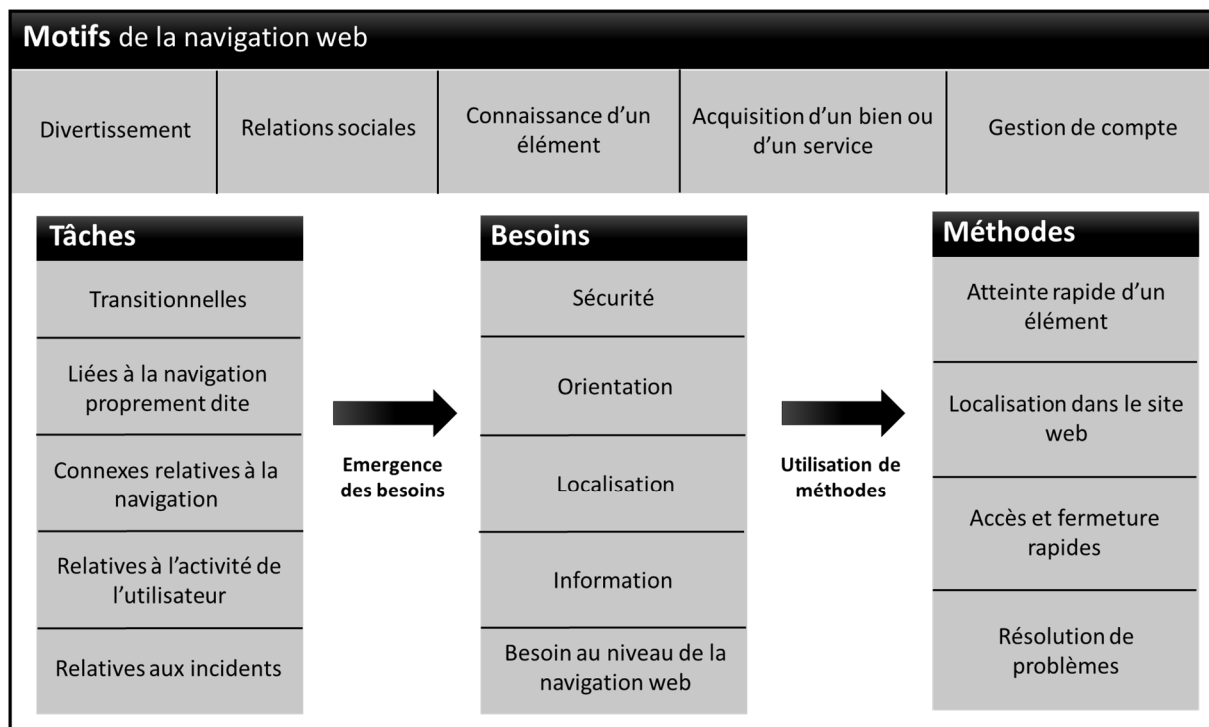 Motifs de la navigation web
Divertissement
Relations sociales
Connaissance d'un
élément
Acquisition d'un bien ou
d'un service
Gestion de compte
Tâches
Transitionnelles
Liées à la navigation
proprement dite
Connexes relatives à la
navigation
Relatives à l'activité de
l'utilisateur
Relatives aux incidents
Emergence
des besoins
Besoins
Sécurité
Orientation
Localisation
Information
Besoin au niveau de la
navigation web
Utilisation de
méthodes
Méthodes
Atteinte rapide d'un
élément
Localisation dans le site
web
Accès et fermeture
rapides
Résolution de
problèmes